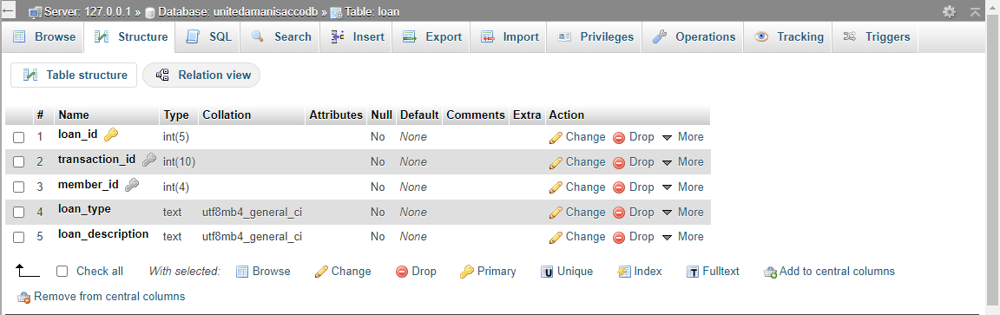 Server: 127.0.0.1 » Database: unitedamanisaccodb » Table: loan
Browse Structure SQL Search Insert Export Import Privileges Operations Tracking Triggers
Table structure Relation view
# Name Type Collation Attributes Null Default Comments Extra Action
1 loan_id int(5) No None Change Drop More
2 transaction_id int(10) No None Change Drop More
3 member_id int(4) No None Change Drop More
4 loan_type text utf8mb4_general_ci No None Change Drop More
5 loan_description text utf8mb4_general_ci No None Change Drop More
Check all With selected: Browse Change Drop Primary Unique Index Fulltext Add to central columns
Remove from central columns